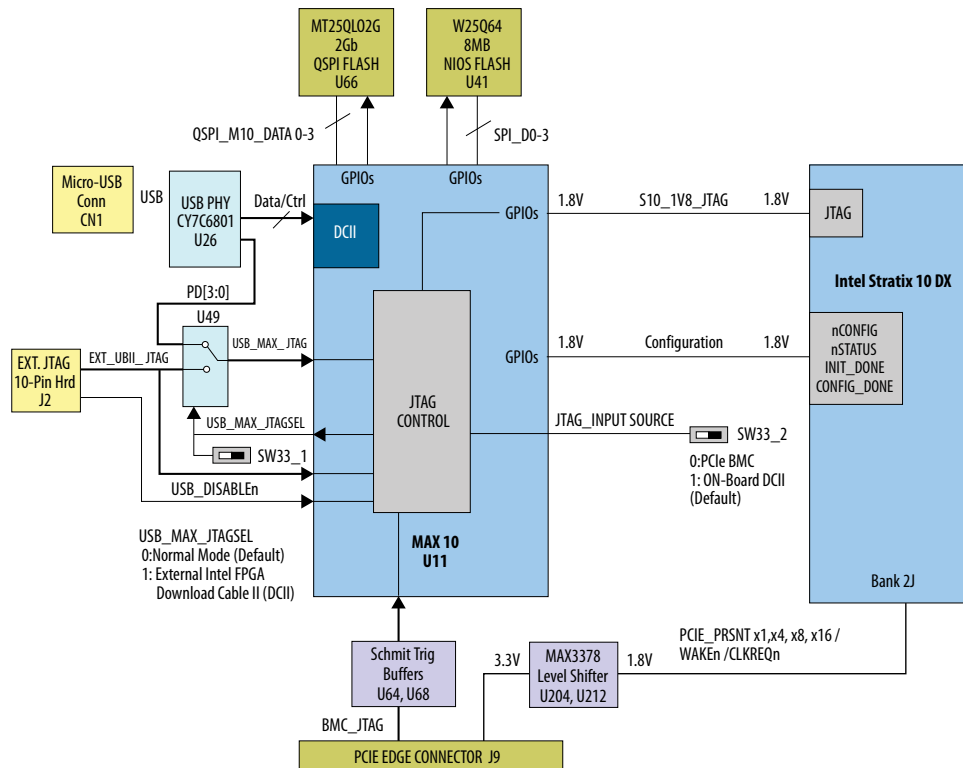 MT25QL02G
2Gb
QSPI FLASH
U66
W25Q64
8MB
NIOS FLASH
U41
QSPI_M10_DATA 0-3
SPI_D0-3
Micro-USB
Conn
CN1
USB
USB PHY
CY7C6801
U26
Data/Ctrl
DCII
GPIOs
GPIOs
GPIOs
1.8V
S10_1V8_JTAG
1.8V
JTAG
Intel Stratix 10 DX
PD[3:0]
U49
USB_MAX_JTAG
EXT. JTAG
10-Pin Hrd
J2
EXT_UBII_JTAG
GPIOs
1.8V
Configuration
1.8V
nCONFIG
nSTATUS
INIT_DONE
CONFIG_DONE
JTAG
CONTROL
USB_MAX_JTAGSEL
SW33_1
USB_DISABLEn
JTAG_INPUT SOURCE
SW33_2
0:PCIe BMC
1: ON-Board DCII
(Default)
USB_MAX_JTAGSEL
0:Normal Mode (Default)
1: External Intel FPGA
Download Cable II (DCII)
MAX 10
U11
Bank 2J
Schmit Trig
Buffers
U64, U68
3.3V
MAX3378
Level Shifter
U204, U212
1.8V
PCIE_PRSNT x1,x4, x8, x16 /
WAKEn /CLKREQn
BMC_JTAG
PCIE EDGE CONNECTOR J9